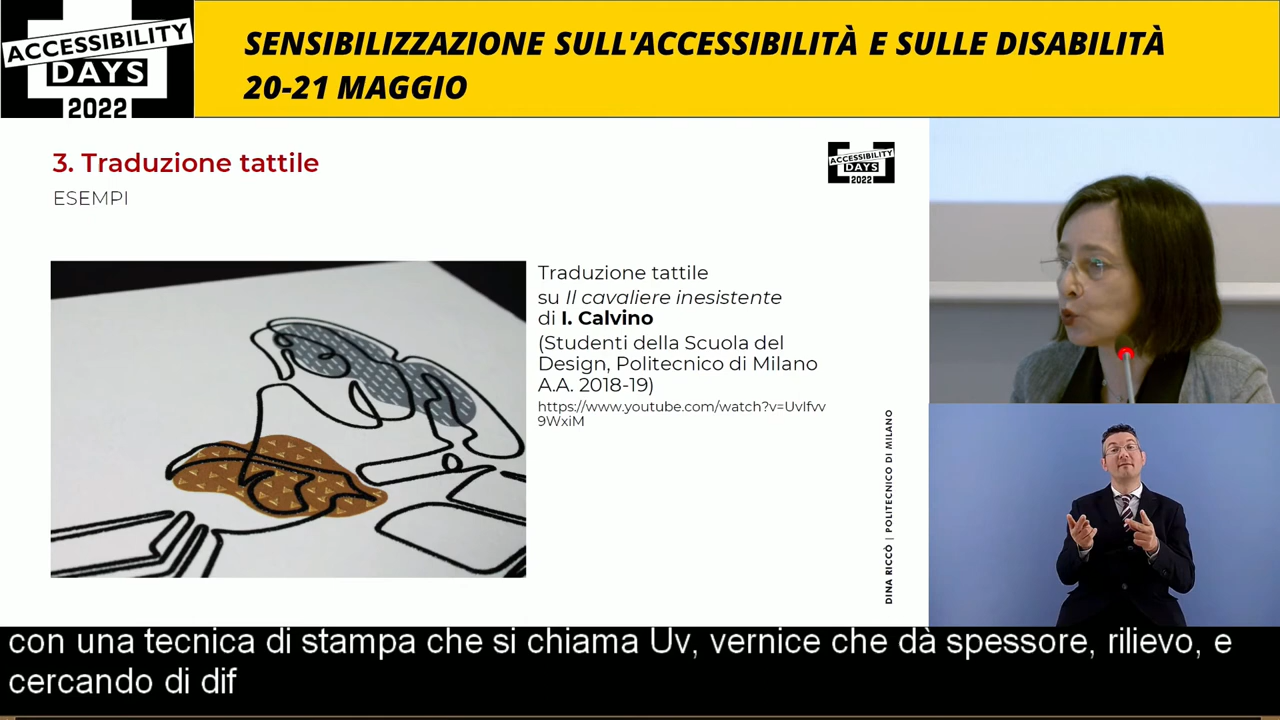 ACCESSIBILITY
DAYS
2022
SENSIBILIZZAZIONE SULL'ACCESSIBILITÀ E SULLE DISABILITÀ
20-21 MAGGIO
3. Traduzione tattile
ESEMPI
ACCESSIBILITY
DAYS
2022
Traduzione tattile
su Il cavaliere inesistente
di I. Calvino
(Studenti della Scuola del
Design, Politecnico di Milano
A.A. 2018-19)
https://www.youtube.com/watch?v=UvIfvv
9WxiM
DINA RICCÒ | POLITECNICO DI MILANO
con una tecnica di stampa che si chiama Uv, vernice che dà spessore, rilievo, e
cercando di dif